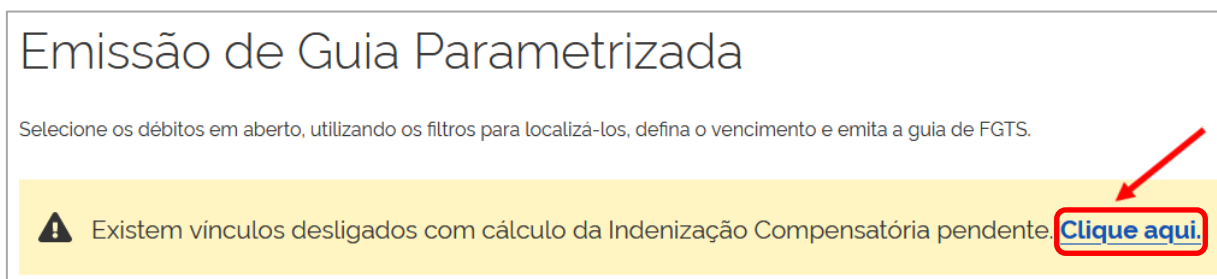 Emissão de Guia Parametrizada
Selecione os débitos em aberto, utilizando os filtros para localizá-los, defina o vencimento e emita a guia de FGTS.
Existem vínculos desligados com cálculo da Indenização Compensatória pendente. Clique aqui.